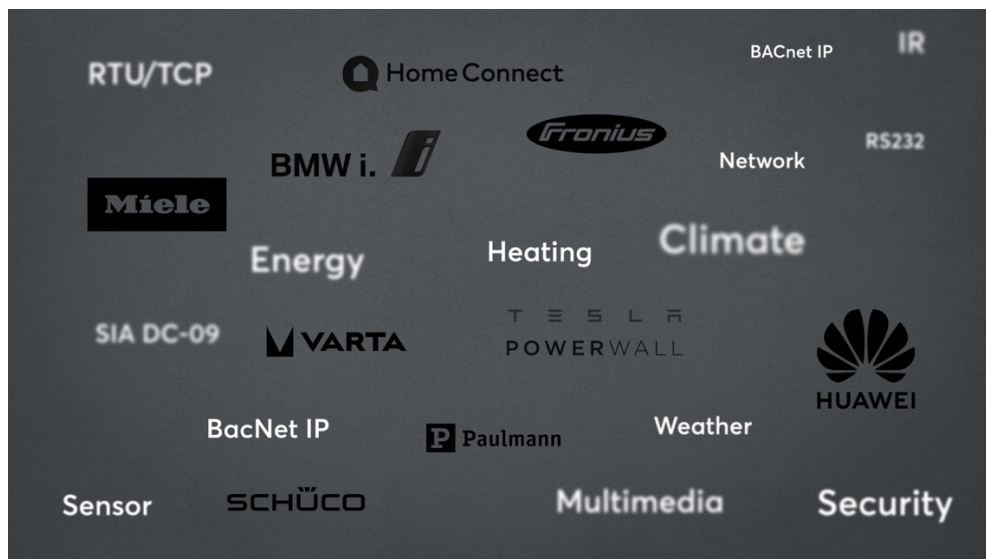 BACnet IP
IR
RTU/TCP
Home Connect
Fronius
RS232
BMW i.
Network
Miele
Climate
Energy
Heating
SIA DC-09
TESLA
VARTA
POWERWALL
HUAWEI
BacNet IP
Weather
P Paulmann
Sensor
SCHÜCO
Multimedia
Security